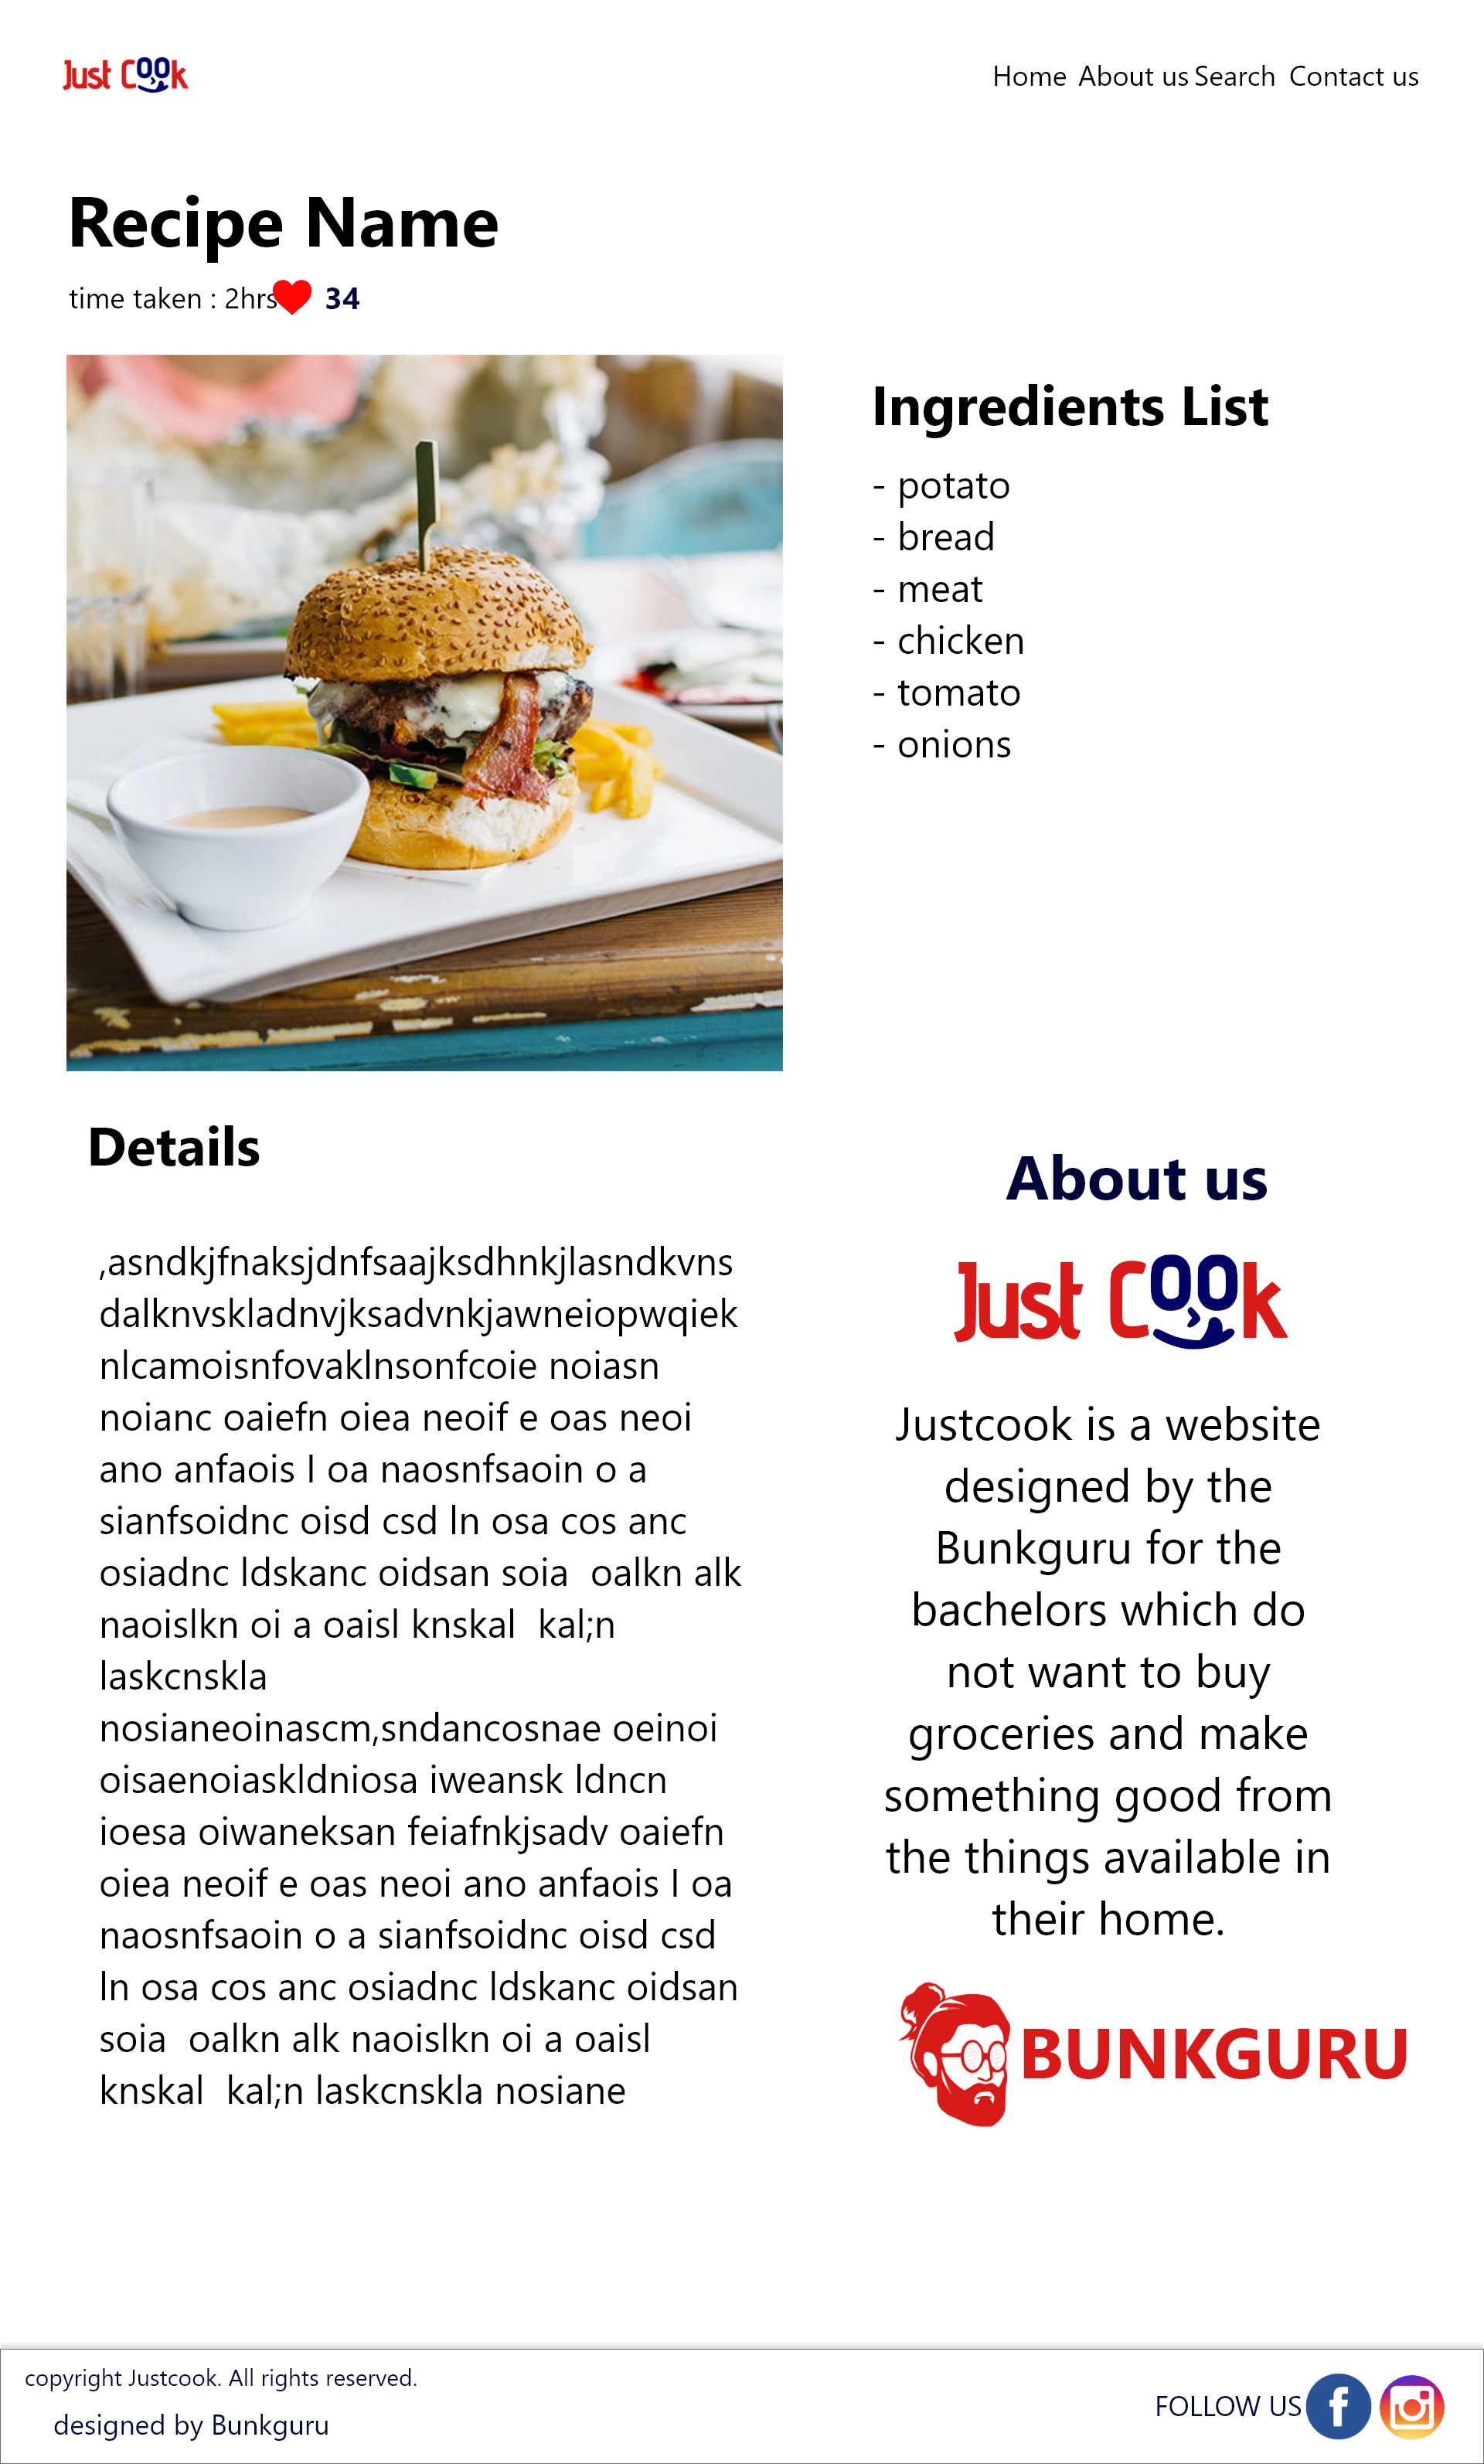 Just Cook
Home About us Search Contact us
Recipe Name
time taken : 2hrs 34
Ingredients List
- potato
- bread
- meat
- chicken
- tomato
- onions
Details
,asndkjfnaksjdnfsaajksdhnkjlasndkvns
dalknvskladnvjksadvnkjawneiopwqiek
nlcamoisnfovaklnsonfcoie noiasn
noianc oaiefn oiea neoif e oas neoi
ano anfaois I oa naosnfsaoin o a
sianfsoidnc oisd csd ln osa cos anc
osiadnc ldskanc oidsan soia  oalkn alk
naoislkn oi a oaisl knskal  kal;n
laskcnskla
nosianeoinascm,sndancosnae oeinoi
oisaenoiaskldniosa iweansk ldncn
ioesa oiwaneksan feiafnkjsadv oaiefn
oiea neoif e oas neoi ano anfaois I oa
naosnfsaoin o a sianfsoidnc oisd csd
ln osa cos anc osiadnc ldskanc oidsan
soia  oalkn alk naoislkn oi a oaisl
knskal  kal;n laskcnskla nosiane
About us
Just Cook
Justcook is a website
designed by the
Bunkguru for the
bachelors which do
not want to buy
groceries and make
something good from
the things available in
their home.
BUNKGURU
copyright Justcook. All rights reserved.
designed by Bunkguru
FOLLOW US